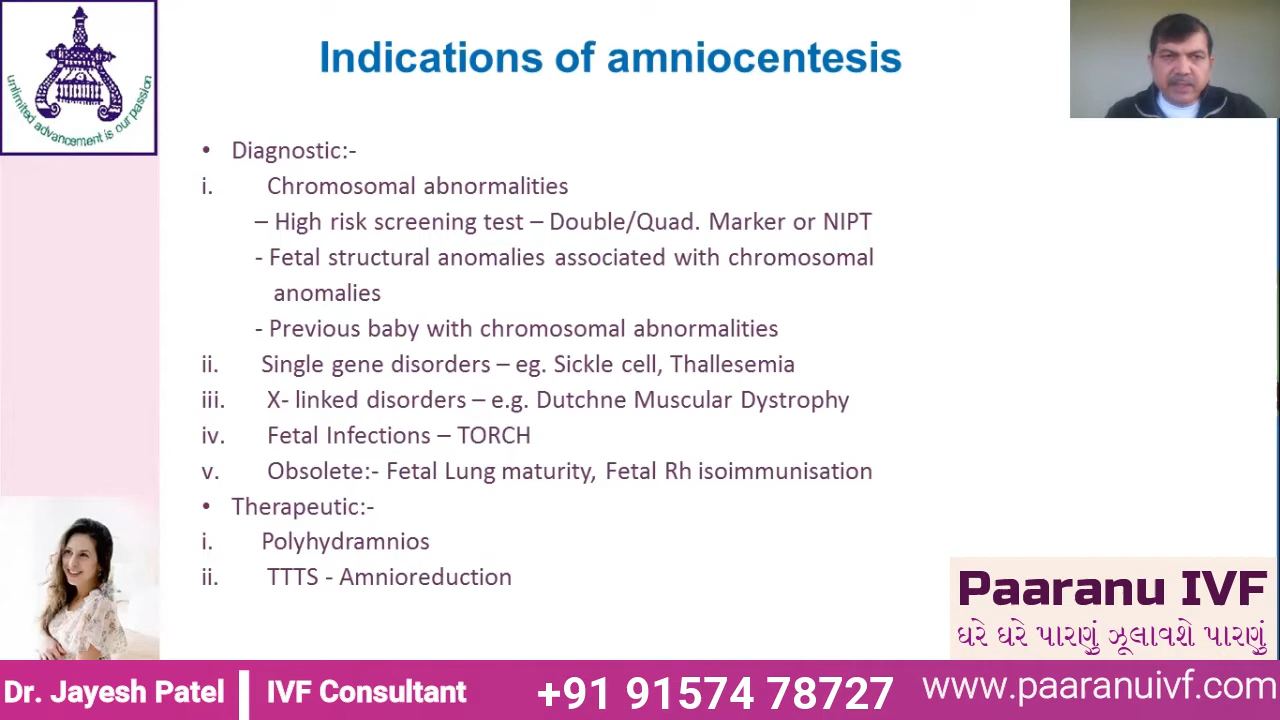 Indications of amniocentesis
unlimited advancement is our passion
• Diagnostic:-
i. Chromosomal abnormalities
– High risk screening test – Double/Quad. Marker or NIPT
- Fetal structural anomalies associated with chromosomal
anomalies
- Previous baby with chromosomal abnormalities
ii. Single gene disorders – eg. Sickle cell, Thallesemia
iii. X- linked disorders – e.g. Dutchne Muscular Dystrophy
iv. Fetal Infections – TORCH
v. Obsolete:- Fetal Lung maturity, Fetal Rh isoimmunisation
• Therapeutic:-
i. Polyhydramnios
ii. TTTS - Amnioreduction
Paaranu IVF
ઘરે ઘરે પારણું ઝૂલાવશે પારણું
Dr. Jayesh Patel
IVF Consultant
+91 91574 78727
www.paaranuivf.com